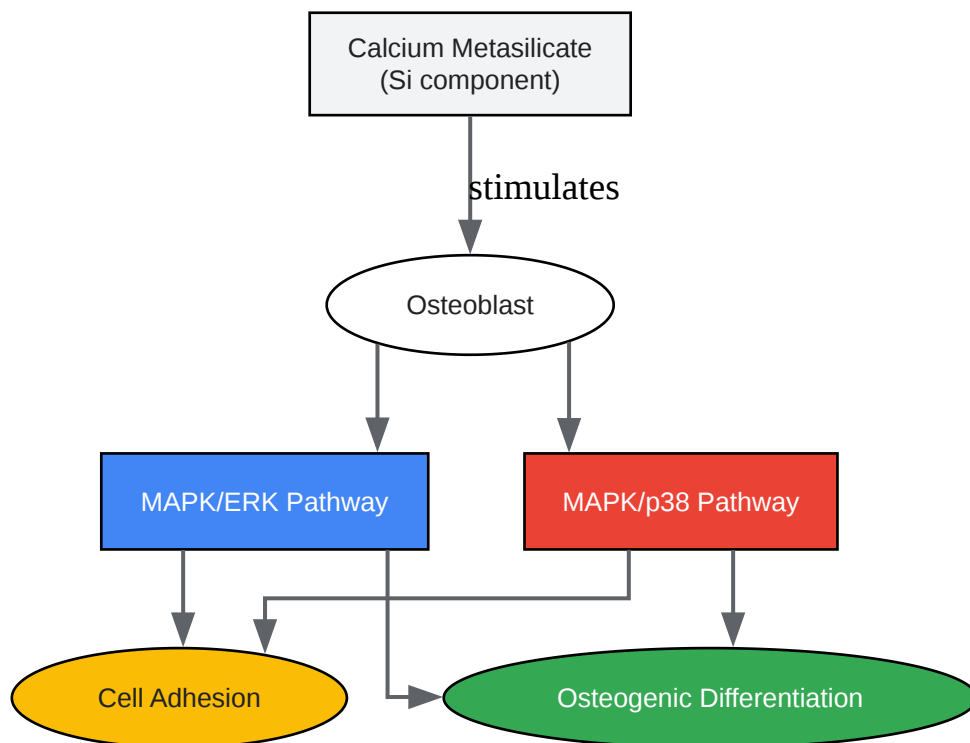 Calcium Metasilicate
(Si component)
stimulates
Osteoblast
MAPK/ERK Pathway
MAPK/p38 Pathway
Cell Adhesion
Osteogenic Differentiation